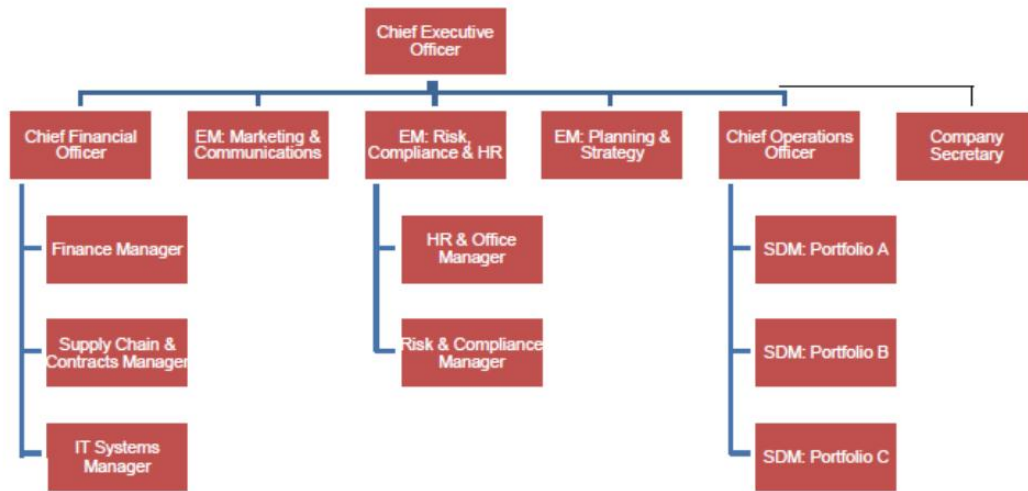 Chief Executive
Officer
Chief Financial
Officer
EM: Marketing &
Communications
EM: Risk,
Compliance & HR
EM: Planning &
Strategy
Chief Operations
Officer
Company
Secretary
Finance Manager
HR & Office
Manager
SDM: Portfolio A
Supply Chain &
Contracts Manager
Risk & Compliance
Manager
SDM: Portfolio B
IT Systems
Manager
SDM: Portfolio C